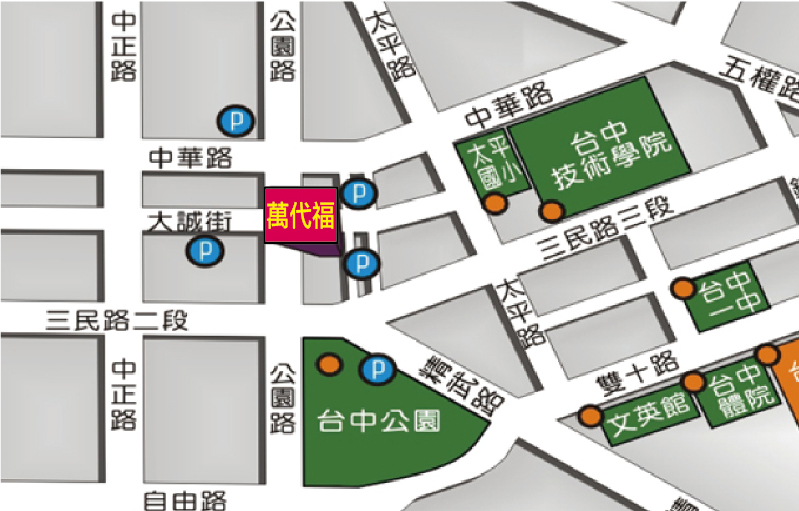 中正路
公園路
太平路
五權路
P
中華路
太平
國小
台中
技術學院
中華路
P
萬代福
大誠街
P
P
三民路三段
太平路
台中
一中
三民路二段
中正路
公園路
P
精武路
雙十路
台中
體院
文英館
台中公園
自由路